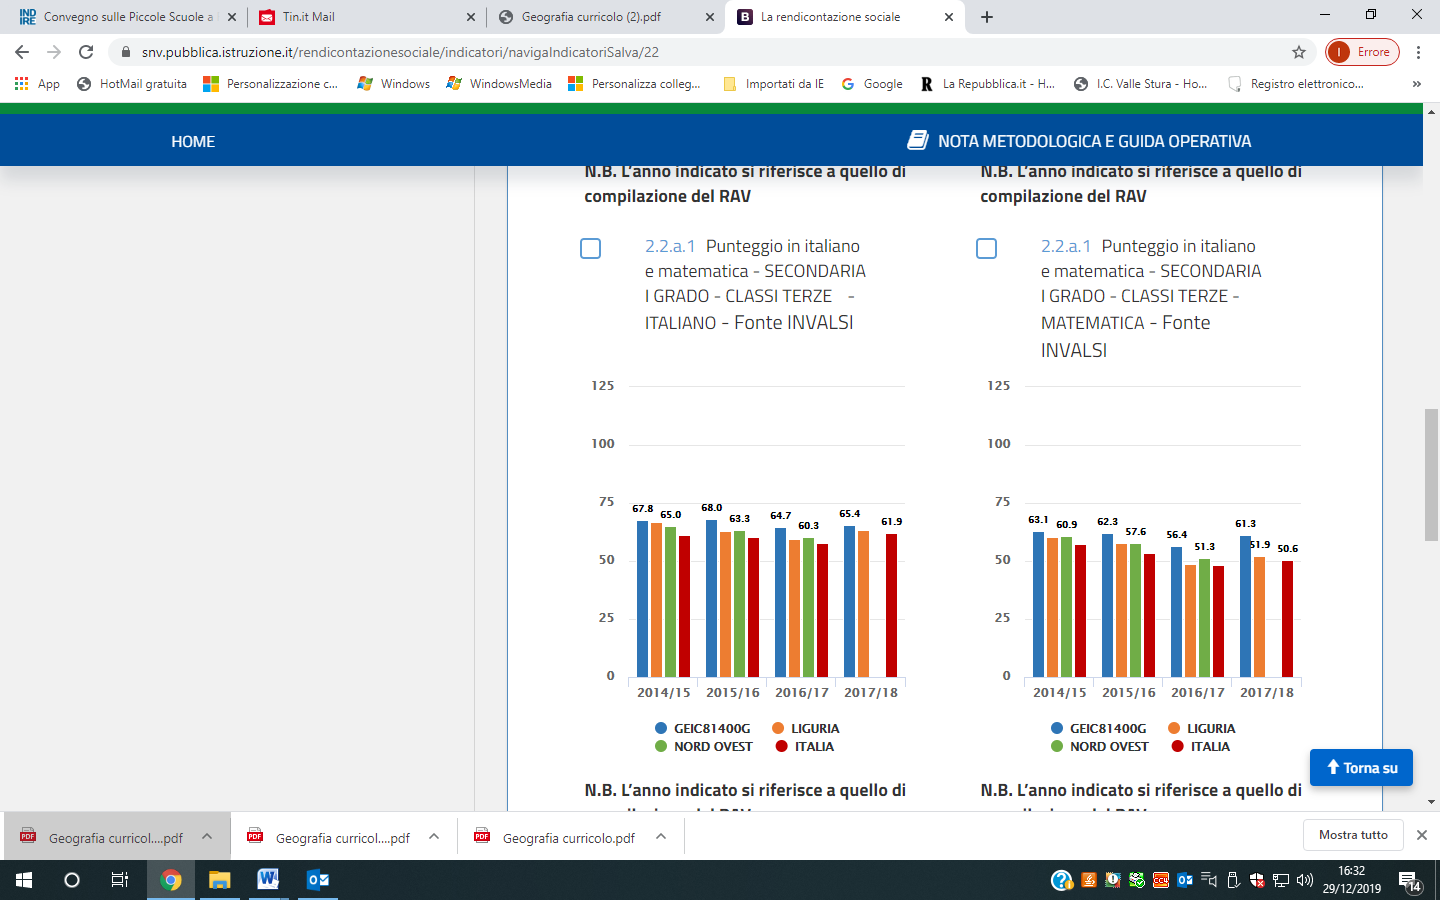 Convegno sulle Piccole Scuole a
Tin.it Mail
Geografia curricolo (2).pdf
La rendicontazione sociale
snv.pubblica.istruzione.it/rendicontazionesociale/indicatori/navigaIndicatoriSalva/22
I Errore
App
HotMail gratuita
Personalizzazione c...
Windows
WindowsMedia
Personalizza colleg...
Importati da IE
Google
La Repubblica.it - H...
I.C. Valle Stura - Ho...
Registro elettronico...
»
HOME
NOTA METODOLOGICA E GUIDA OPERATIVA
N.B. L'anno indicato si riferisce a quello di
compilazione del RAV
2.2.a.1 Punteggio in italiano
e matematica - SECONDARIA
I GRADO - CLASSI TERZE -
ITALIANO - Fonte INVALSI
125
100
75
50
25
0
67.8 65.0 68.0 63.3 64.7 60.3 65.4 61.9
2014/15 2015/16 2016/17 2017/18
GEIC81400G LIGURIA
NORD OVEST ITALIA
N.B. L'anno indicato si riferisce a quello di
N.B. L'anno indicato si riferisce a quello di
compilazione del RAV
2.2.a.1 Punteggio in italiano
e matematica - SECONDARIA
I GRADO - CLASSI TERZE -
MATEMATICA - Fonte
INVALSI
125
100
75
50
25
0
63.1 60.9 62.3 57.6 56.4 51.3 61.3 51.9 50.6
2014/15 2015/16 2016/17 2017/18
GEIC81400G LIGURIA
NORD OVEST ITALIA
N.B. L'anno indicato si riferisce a quello di
Torna su
Geografia curricol....pdf
Geografia curricol....pdf
Geografia curricolo.pdf
Mostra tutto
16:32
29/12/2019
14